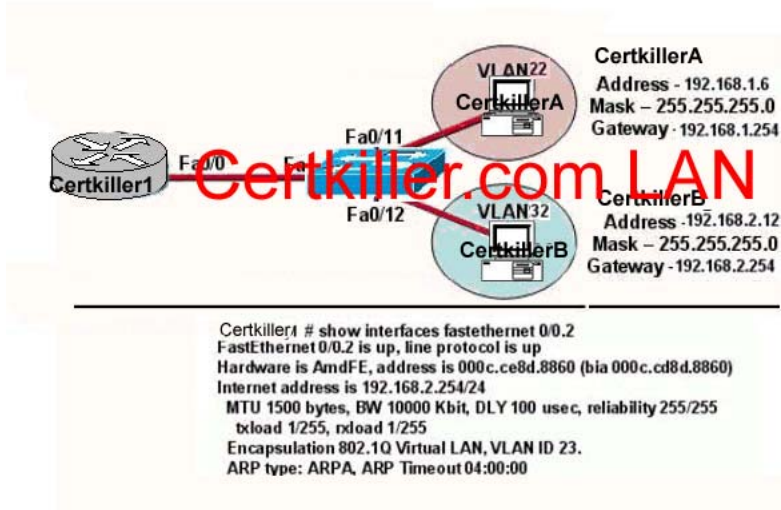 VLAN22
CertkillerA
CertkillerA
Address - 192.168.1.6
Mask – 255.255.255.0
Gateway - 192.168.1.254
Fa0/11
Fa0/0
Certkiller1
Certkiller.com LAN
Fa0/12
VLAN32
CertkillerB
CertkillerB
Address -192.168.2.12
Mask – 255.255.255.0
Gateway -192.168.2.254
Certkiller1 # show interfaces fastethernet 0/0.2
FastEthernet 0/0.2 is up, line protocol is up
Hardware is AmdFE, address is 000c.ce8d.8860 (bia 000c.cd8d.8860)
Internet address is 192.168.2.254/24
MTU 1500 bytes, BW 10000 Kbit, DLY 100 usec, reliability 255/255
txload 1/255, rxload 1/255
Encapsulation 802.1Q Virtual LAN, VLAN ID 23.
ARP type: ARPA, ARP Timeout 04:00:00